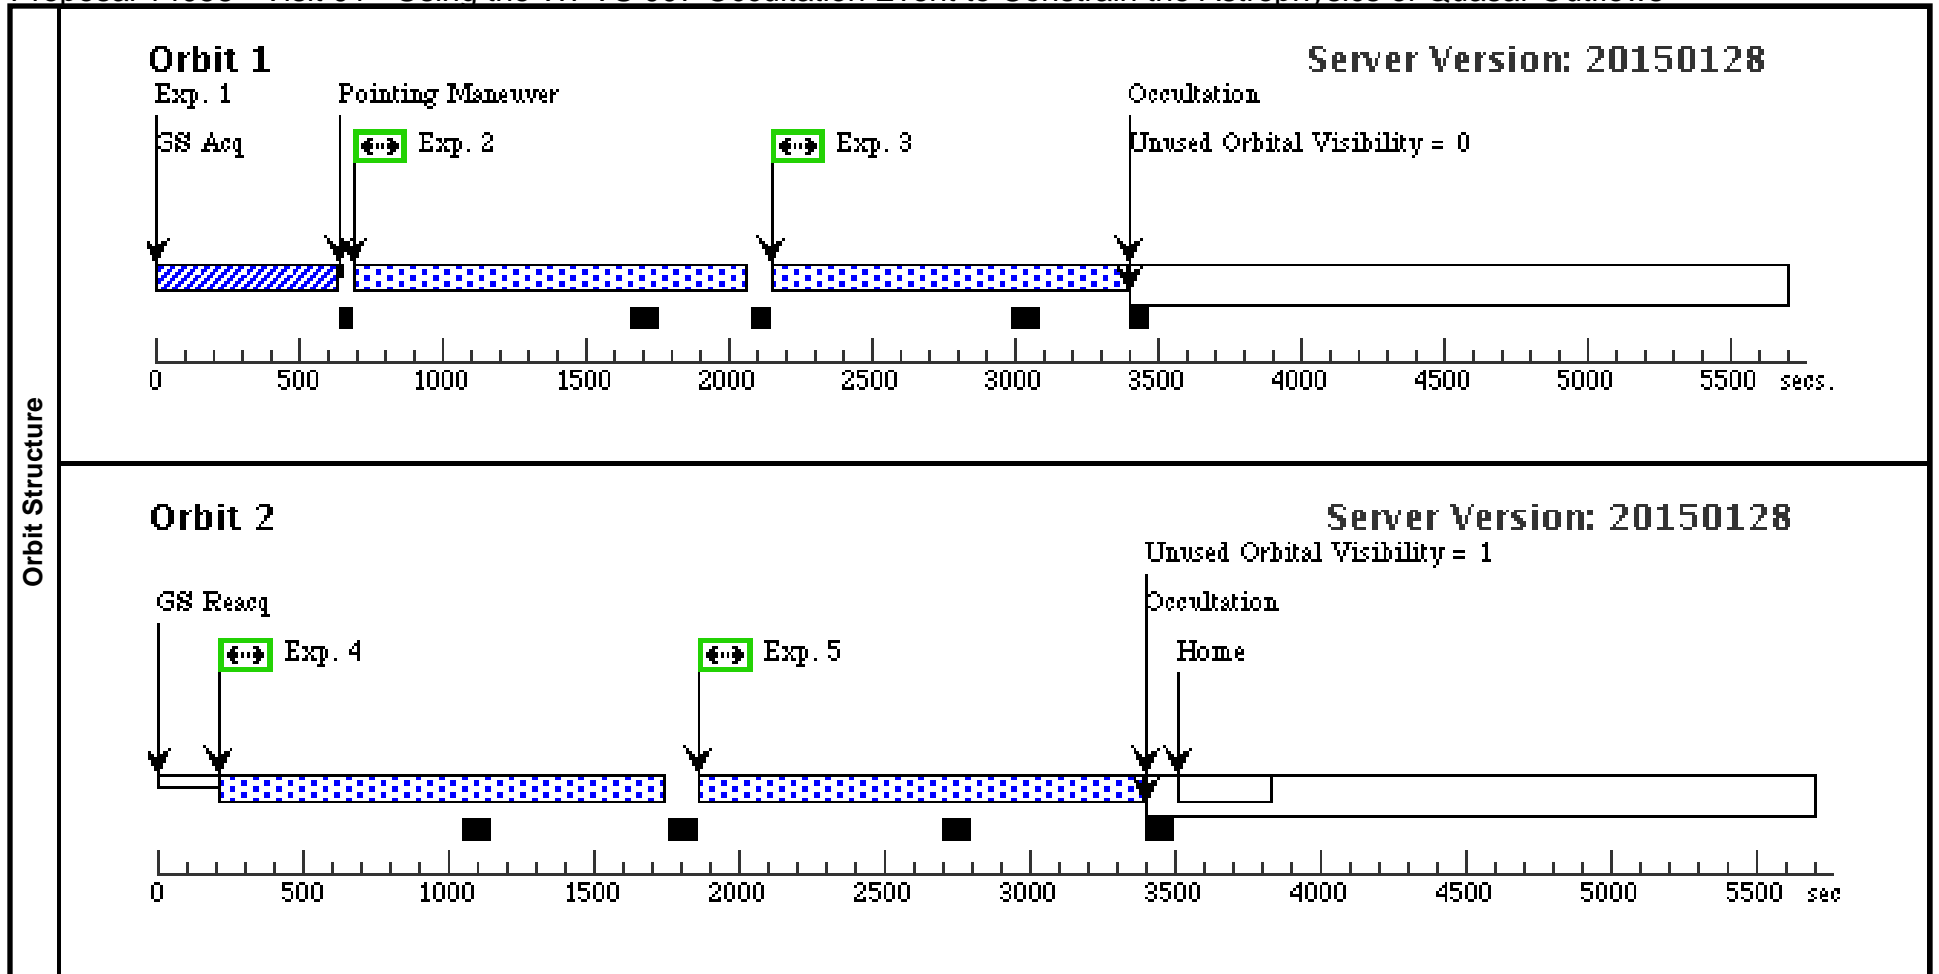 Orbit Structure
Orbit 1
Server Version: 20150128
Exp. 1
Pointing Maneuver
Occultation
GS Acq
Exp. 2
Exp. 3
Unused Orbital Visibility = 0
0 500 1000 1500 2000 2500 3000 3500 4000 4500 5000 5500 secs.
Orbit 2
Server Version: 20150128
Unused Orbital Visibility = 1
GS Reacq
Occultation
Exp. 4
Exp. 5
Home
0 500 1000 1500 2000 2500 3000 3500 4000 4500 5000 5500 sec